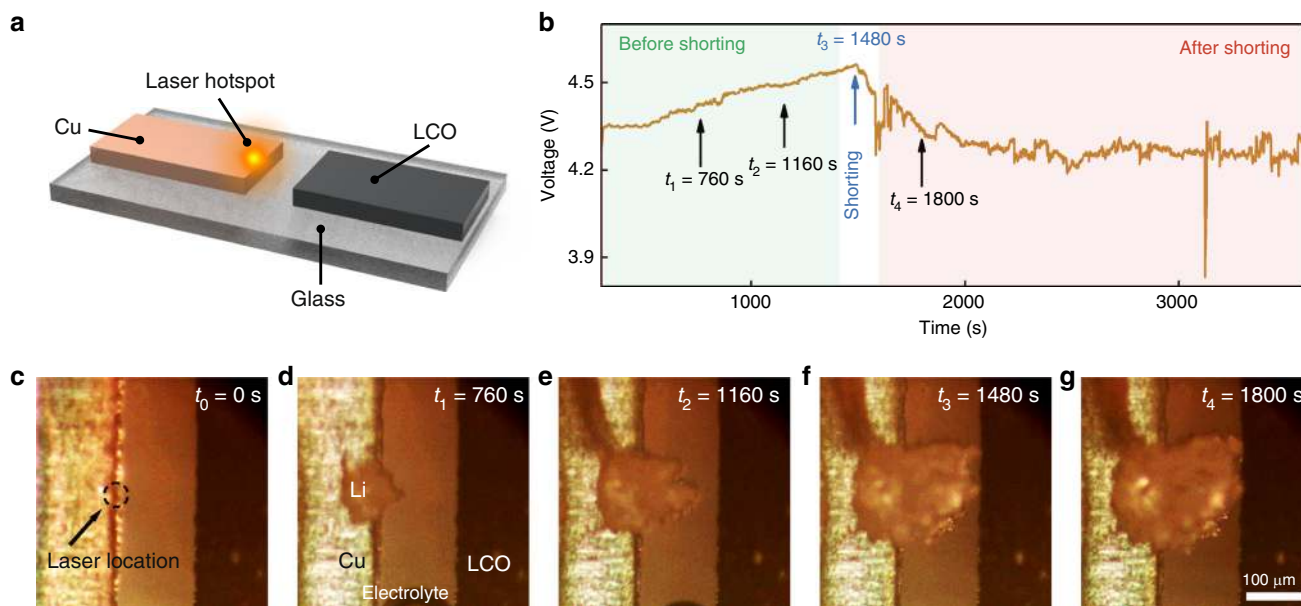 a
Laser hotspot
Cu
LCO
Glass
b
Before shorting
t3 = 1480 s
After shorting
Voltage (V)
4.5
4.2
3.9
t1 = 760 s
t2 = 1160 s
Shorting
t4 = 1800 s
1000
2000
3000
Time (s)
c
t0 = 0 s
Laser location
d
t1 = 760 s
Li
Cu
LCO
Electrolyte
e
t2 = 1160 s
f
t3 = 1480 s
g
t4 = 1800 s
100 μm